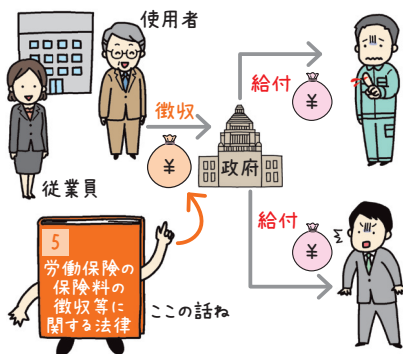 使用者
従業員
徴収
¥
政府
給付
¥
給付
¥
5
労働保険の
保険料の
徴収等に
関する法律
ここの話ね